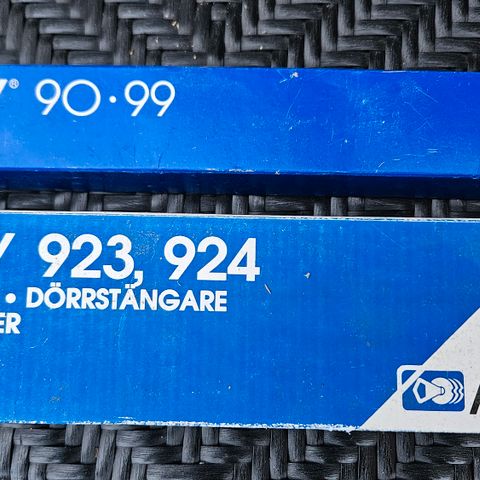 ® 90·99
923, 924
• DÖRRSTÄNGARE
ER